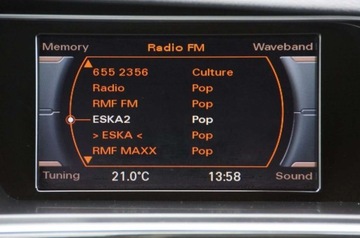 Memory Radio FM Waveband
655 2356 Culture
Radio Pop
RMF FM Pop
ESKA2 Pop
> ESKA < Pop
RMF MAXX Pop
Tuning 21.0°C 13:58 Sound